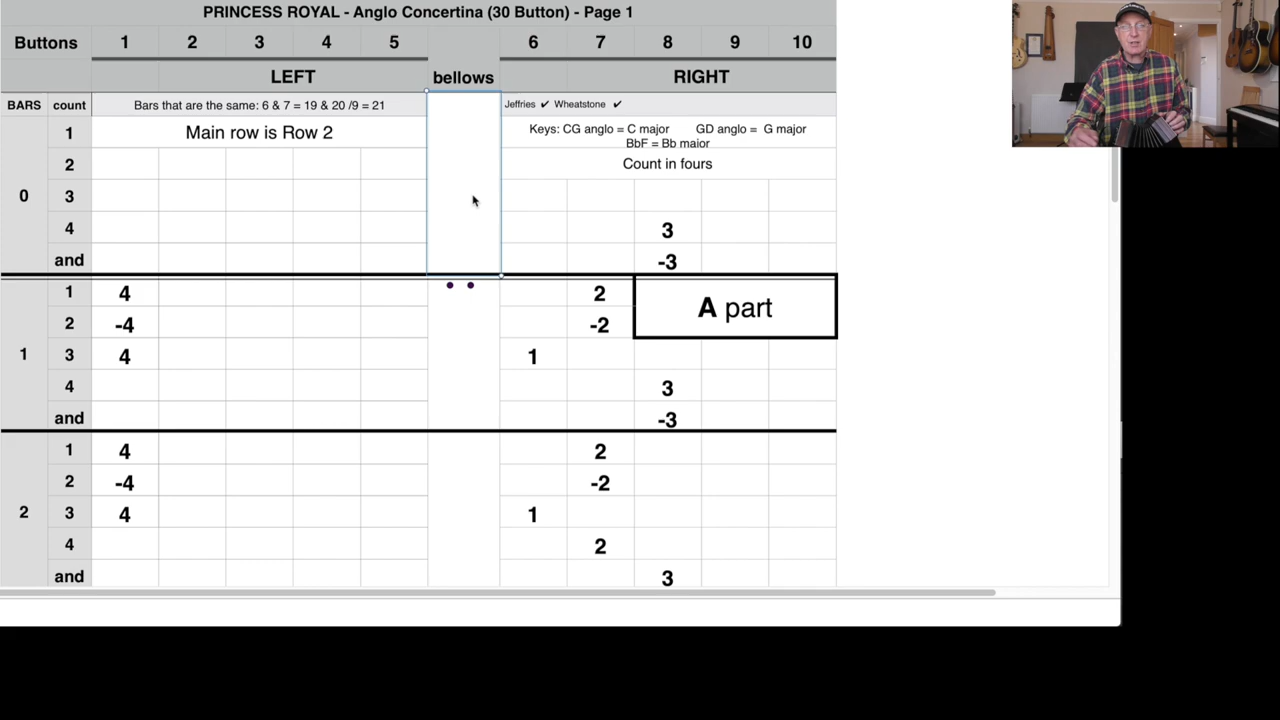 PRINCESS ROYAL - Anglo Concertina (30 Button) - Page 1
Buttons 1 2 3 4 5 6 7 8 9 10
LEFT bellows RIGHT
BARS count Bars that are the same: 6 & 7 = 19 & 20 /9 = 21 Jeffries ✔ Wheatstone ✔
1 Main row is Row 2 Keys: CG anglo = C major GD anglo = G major
BbF = Bb major
2 Count in fours
0 3
4 3
and -3
1 4 2 A part
2 -4 -2
1 3 4 1
4 3
and -3
1 4 2
2 -4 -2
2 3 4 1
4 2
and 3